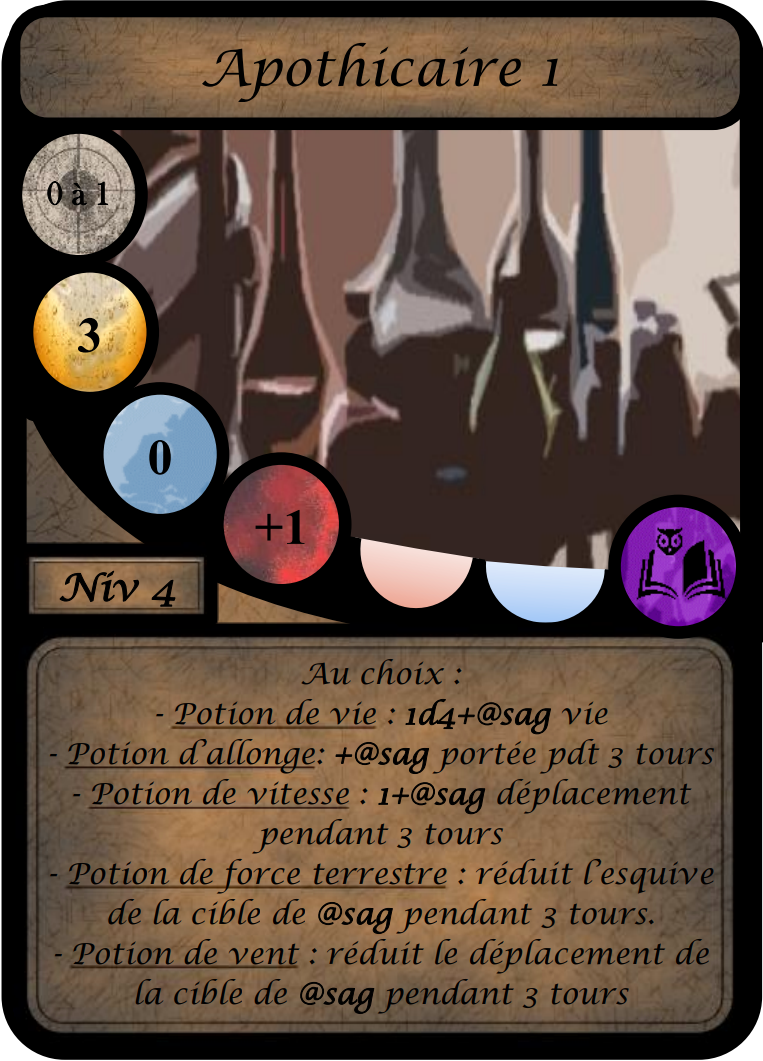 Apothicaire 1
0 à 1
3
0
+1
Niv 4
Au choix :
- Potion de vie : 1d4+@sag vie
- Potion d'allonge: +@sag portée pdt 3 tours
- Potion de vitesse : 1+@sag déplacement
pendant 3 tours
- Potion de force terrestre : réduit l'esquive
de la cible de @sag pendant 3 tours.
- Potion de vent : réduit le déplacement de
la cible de @sag pendant 3 tours